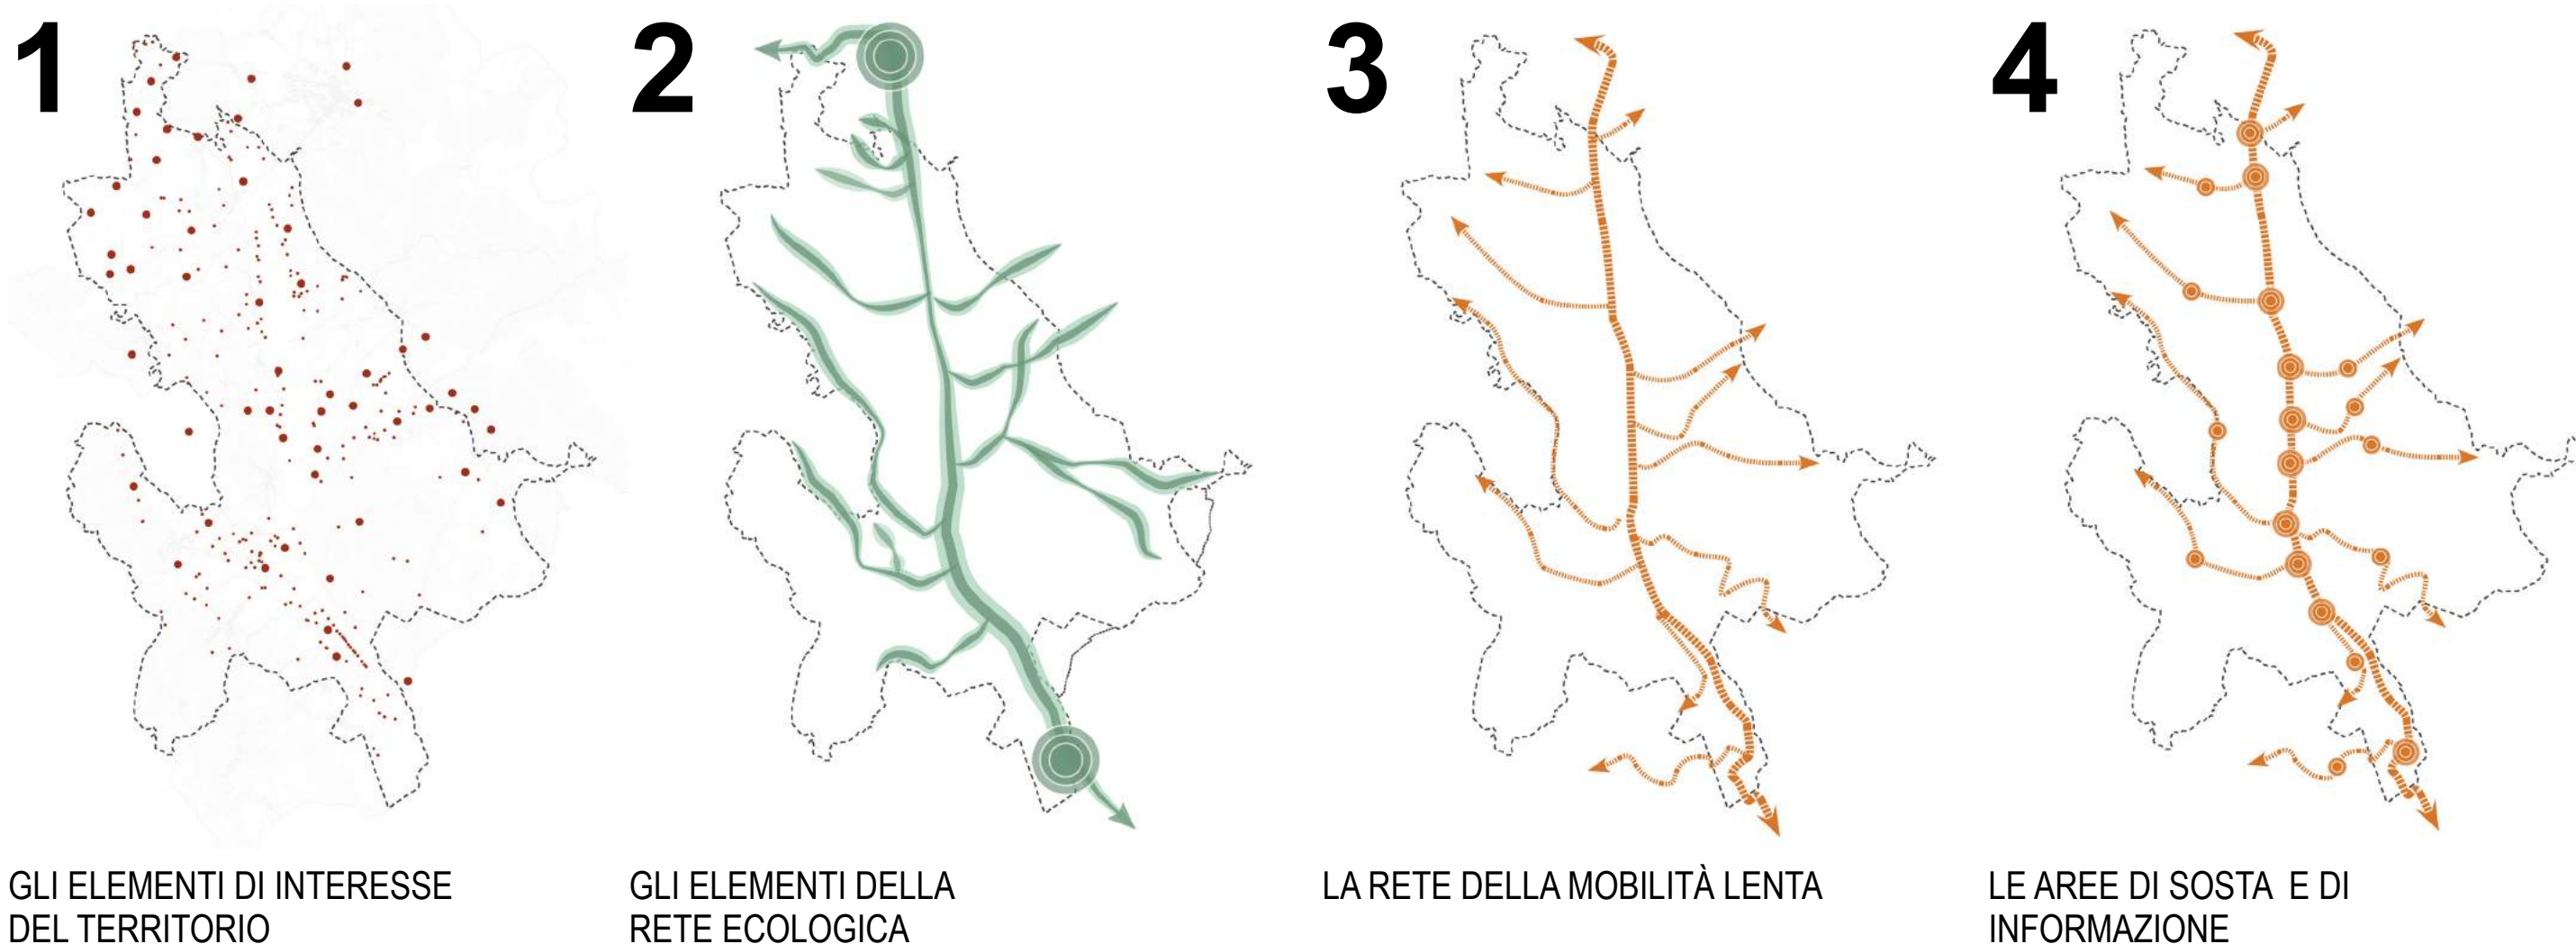 1
2
3
4
GLI ELEMENTI DI INTERESSE
DEL TERRITORIO
GLI ELEMENTI DELLA
RETE ECOLOGICA
LA RETE DELLA MOBILITÀ LENTA
LE AREE DI SOSTA E DI
INFORMAZIONE